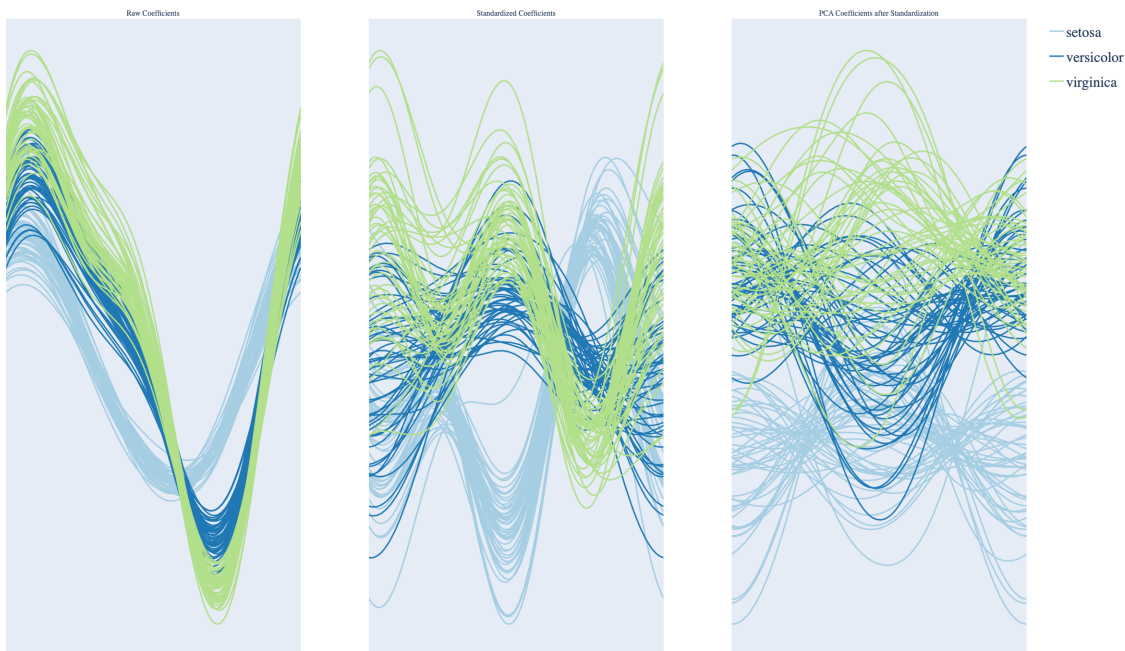 Raw Coefficients
Standardized Coefficients
PCA Coefficients after Standardization
setosa
versicolor
virginica